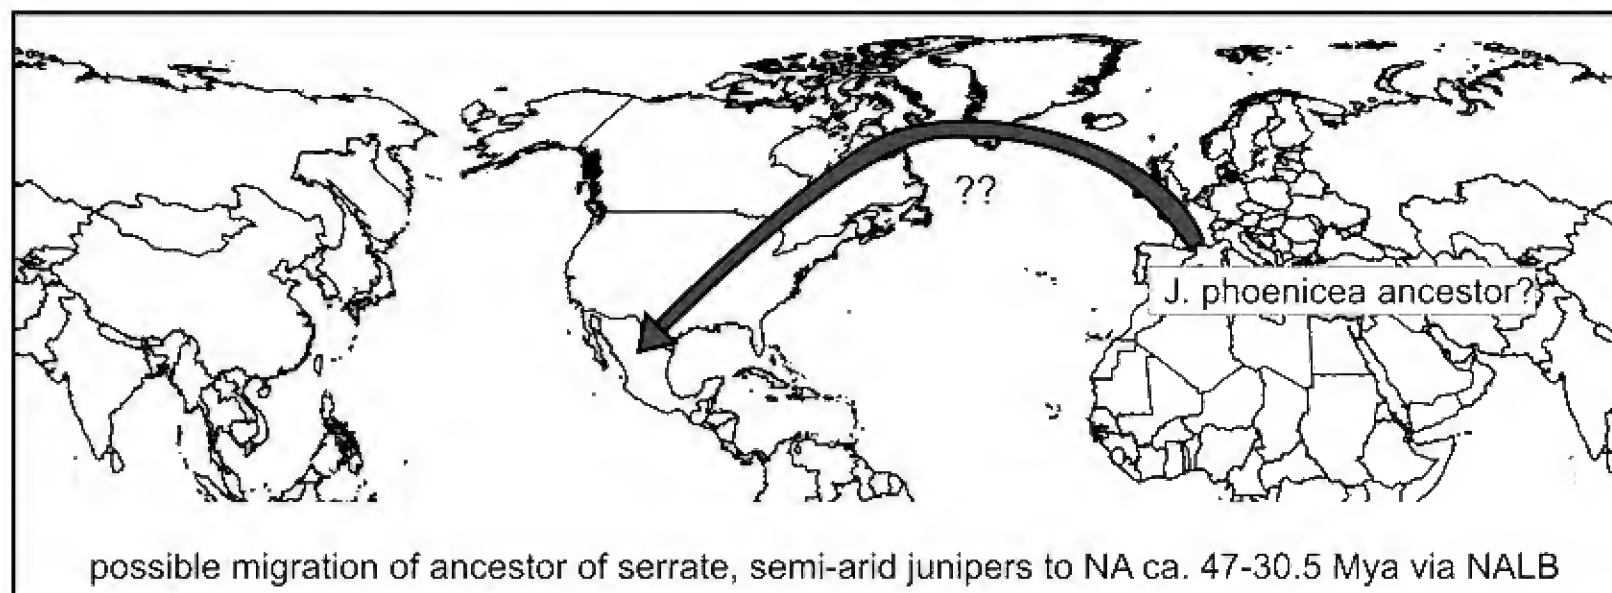 ??
J. phoenicea ancestor?
possible migration of ancestor of serrate, semi-arid junipers to NA ca. 47-30.5 Mya via NALB